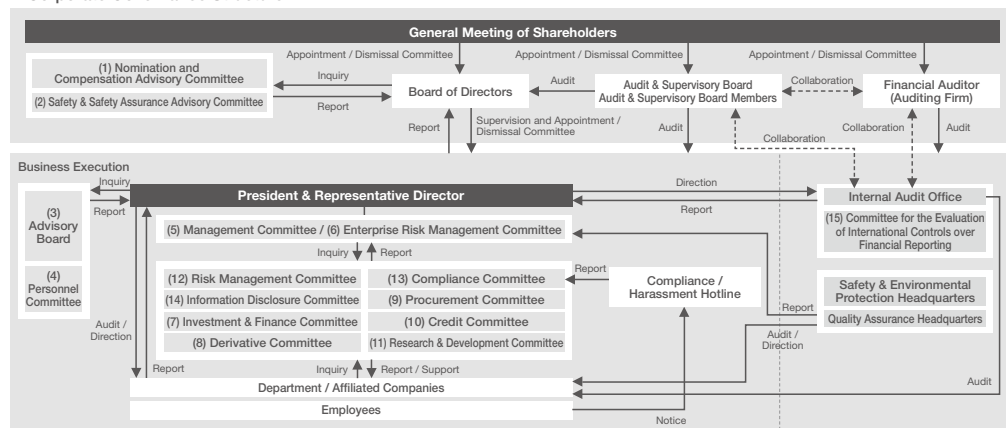 General Meeting of Shareholders
Appointment / Dismissal Committee
Appointment / Dismissal Committee
Appointment / Dismissal Committee
(1) Nomination and
Compensation Advisory Committee
(2) Safety & Safety Assurance Advisory Committee
Inquiry
Report
Board of Directors
Audit
Audit & Supervisory Board
Audit & Supervisory Board Members
Collaboration
Financial Auditor
(Auditing Firm)
Report
Supervision and Appointment /
Dismissal Committee
Audit
Collaboration
Collaboration
Audit
Business Execution
Inquiry
Report
(3)
Advisory
Board
(4)
Personnel
Committee
President & Representative Director
Direction
Report
Internal Audit Office
(15) Committee for the Evaluation
of International Controls over
Financial Reporting
(5) Management Committee / (6) Enterprise Risk Management Committee
Inquiry
Report
(12) Risk Management Committee
(13) Compliance Committee
(14) Information Disclosure Committee
(9) Procurement Committee
(7) Investment & Finance Committee
(10) Credit Committee
(8) Derivative Committee
(11) Research & Development Committee
Report
Compliance /
Harassment Hotline
Safety & Environmental
Protection Headquarters
Quality Assurance Headquarters
Report
Audit /
Direction
Audit /
Direction
Report
Inquiry
Report / Support
Audit
Department / Affiliated Companies
Employees
Notice